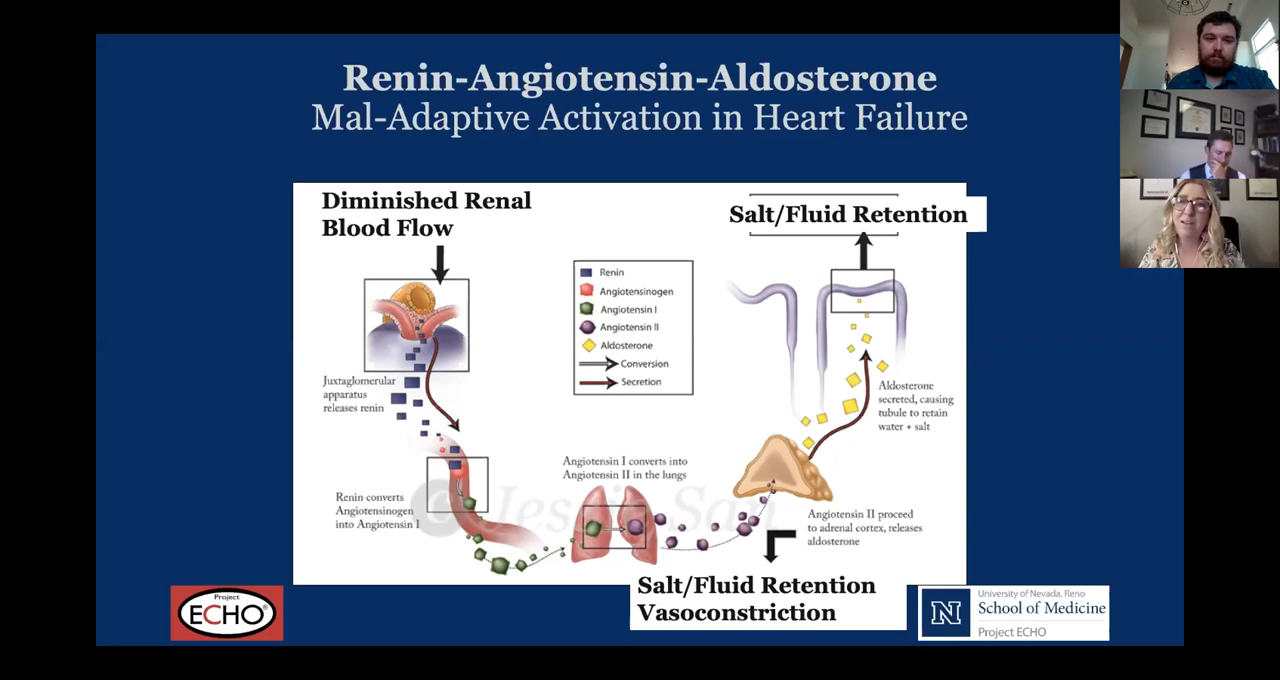 Renin-Angiotensin-Aldosterone
Mal-Adaptive Activation in Heart Failure
Diminished Renal
Blood Flow
Salt/Fluid Retention
Renin
Angiotensinogen
Angiotensin I
Angiotensin II
Aldosterone
Conversion
Secretion
Juxtaglomerular
apparatus
releases renin
Aldosterone
secreted, causing
tubule to retain
water + salt
Renin converts
Angiotensinogen
into Angiotensin I
Angiotensin I converts into
Angiotensin II in the lungs
Angiotensin II proceed
to adrenal cortex, releases
aldosterone
Salt/Fluid Retention
Vasoconstriction
Project
ECHO®
N
University of Nevada, Reno
School of Medicine
Project ECHO